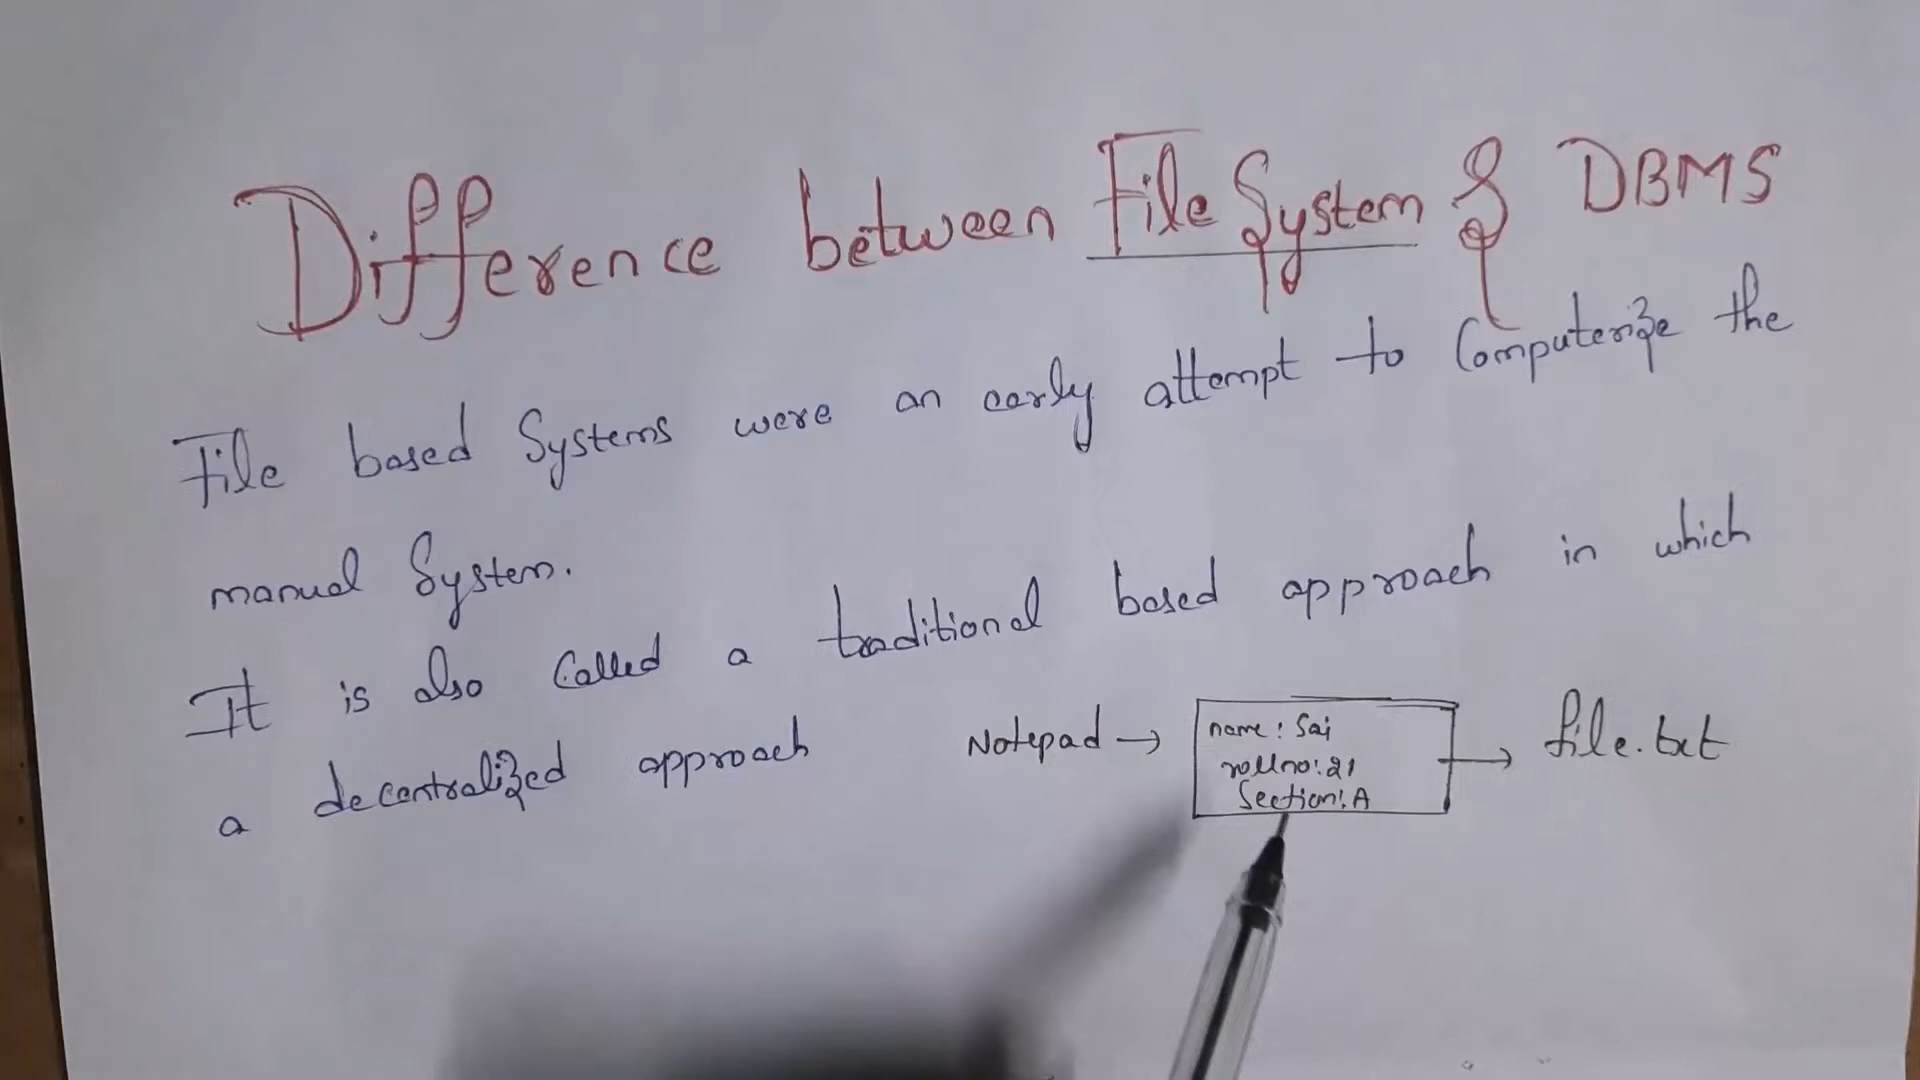 Difference between File System & DBMS
File based Systems were an early attempt to Computerize the
manual System.
It is also Called a traditional based approach in which
a decentralized approach
Notepad → name : Sai → file.txt
rollno: 21
Section: A